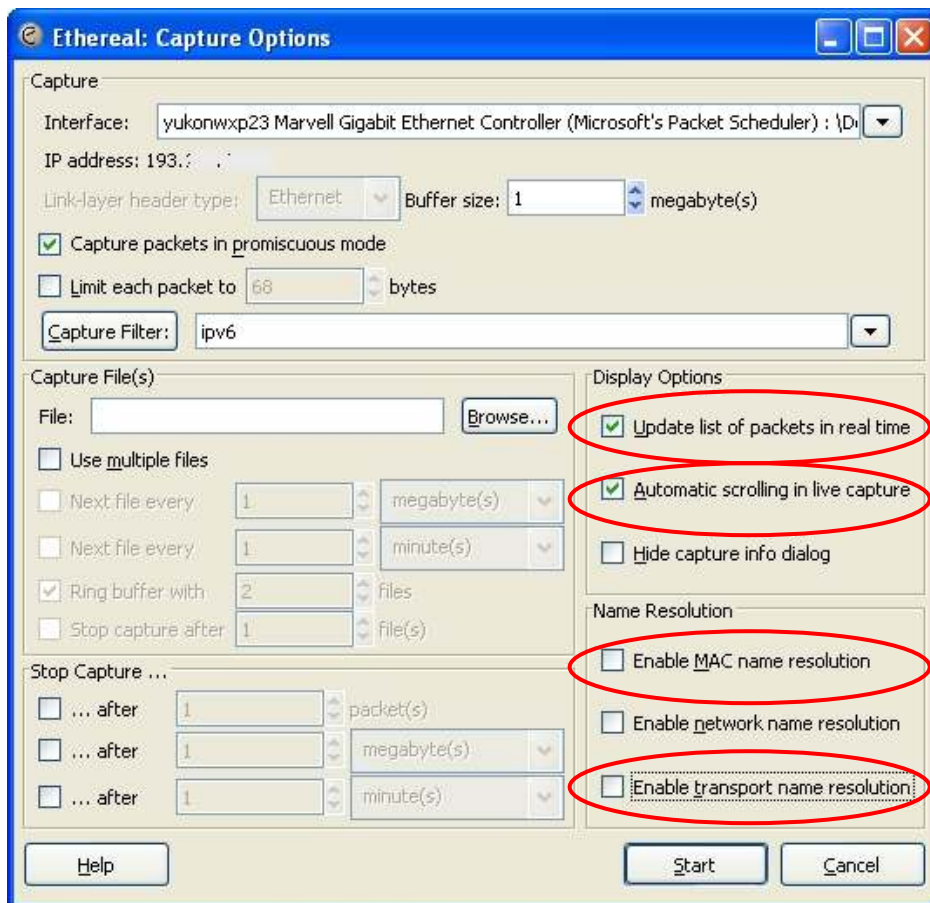 Ethereal: Capture Options
Capture
Interface: yukonwxp23 Marvell Gigabit Ethernet Controller (Microsoft's Packet Scheduler) : \D
IP address: 193.
Link-layer header type: Ethernet Buffer size: 1 megabyte(s)
Capture packets in promiscuous mode
Limit each packet to 68 bytes
Capture Filter: ipv6
Capture File(s)
File: Browse...
Use multiple files
Next file every 1 megabyte(s)
Next file every 1 minute(s)
Ring buffer with 2 files
Stop capture after 1 file(s)
Stop Capture ...
... after 1 packet(s)
... after 1 megabyte(s)
... after 1 minute(s)
Display Options
Update list of packets in real time
Automatic scrolling in live capture
Hide capture info dialog
Name Resolution
Enable MAC name resolution
Enable network name resolution
Enable transport name resolution
Help Start Cancel